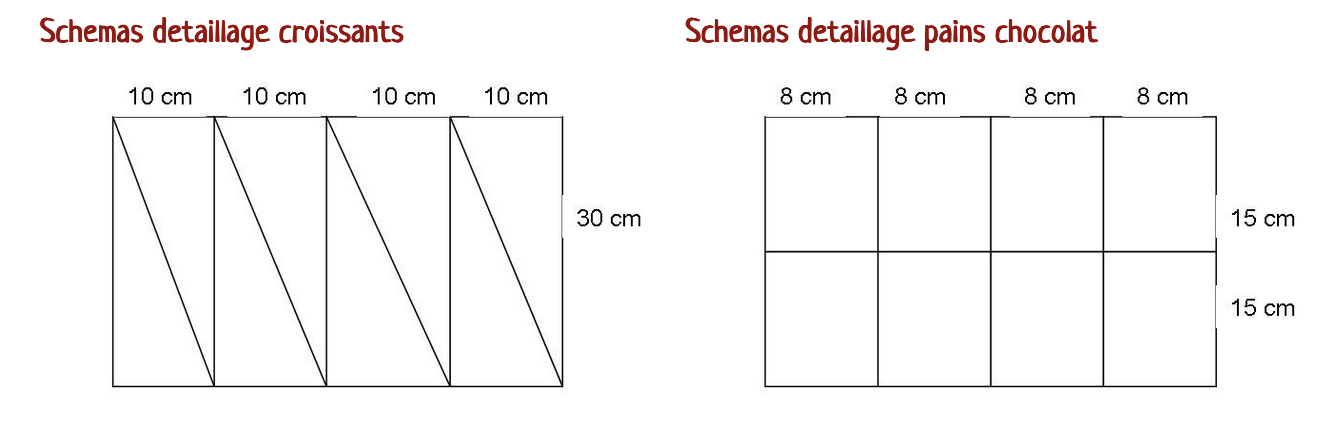 Schemas detaillage croissants
10 cm 10 cm 10 cm 10 cm
30 cm
Schemas detaillage pains chocolat
8 cm 8 cm 8 cm 8 cm
15 cm
15 cm